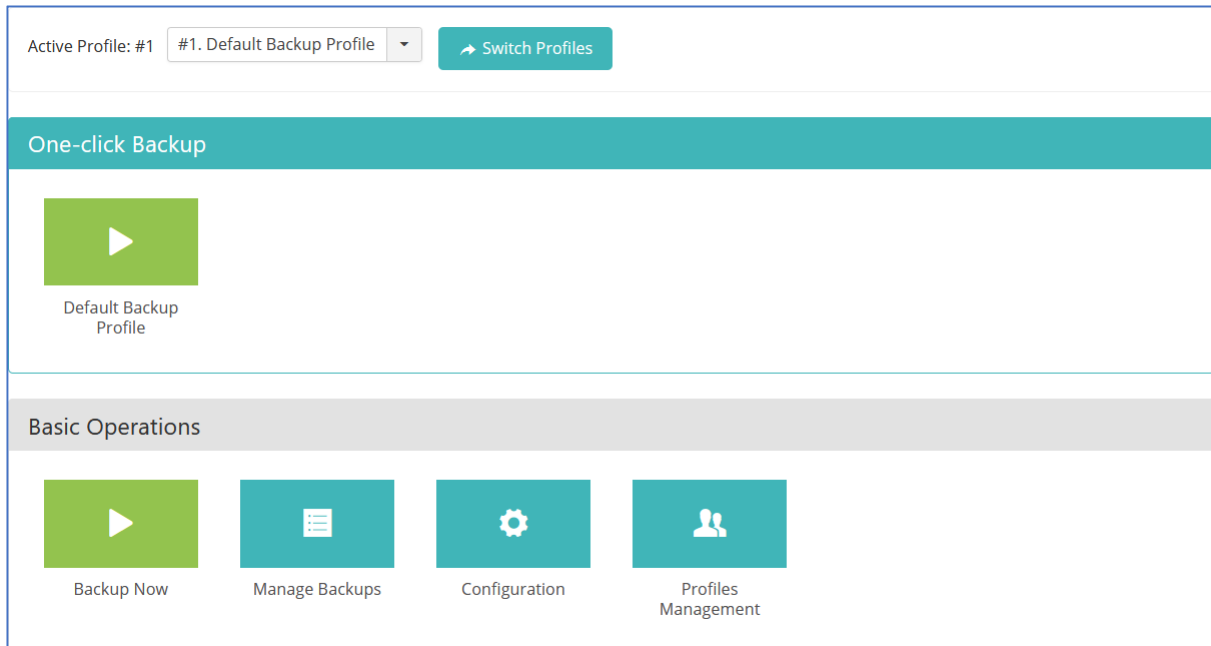 Active Profile: #1 #1. Default Backup Profile Switch Profiles
One-click Backup
Default Backup
Profile
Basic Operations
Backup Now Manage Backups Configuration Profiles
Management